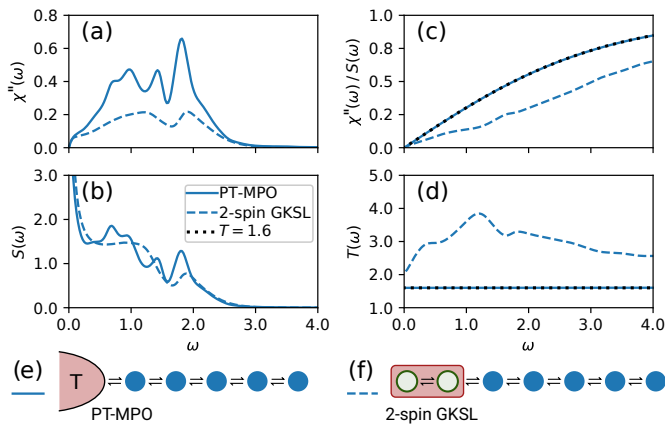 (a)
χ"(ω)
0.8
0.6
0.4
0.2
0.0
(c)
χ"(ω) / S(ω)
1.0
0.8
0.6
0.4
0.2
0.0
(b)
S(ω)
3.0
2.0
1.0
0.0
PT-MPO
2-spin GKSL
T = 1.6
0.0 1.0 2.0 3.0 4.0
ω
(d)
T(ω)
5.0
4.0
3.0
2.0
1.0
0.0 1.0 2.0 3.0 4.0
ω
(e)
T
⇌ ⇌ ⇌ ⇌ ⇌
PT-MPO
(f)
⇌ ⇌ ⇌ ⇌ ⇌ ⇌
2-spin GKSL